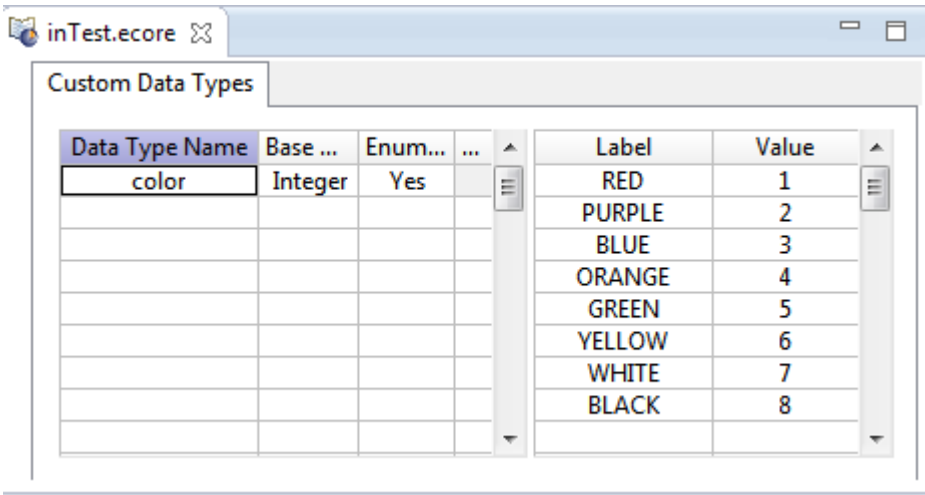 inTest.ecore
Custom Data Types
Data Type Name Base ... Enum... ... Label Value
color Integer Yes RED 1
PURPLE 2
BLUE 3
ORANGE 4
GREEN 5
YELLOW 6
WHITE 7
BLACK 8